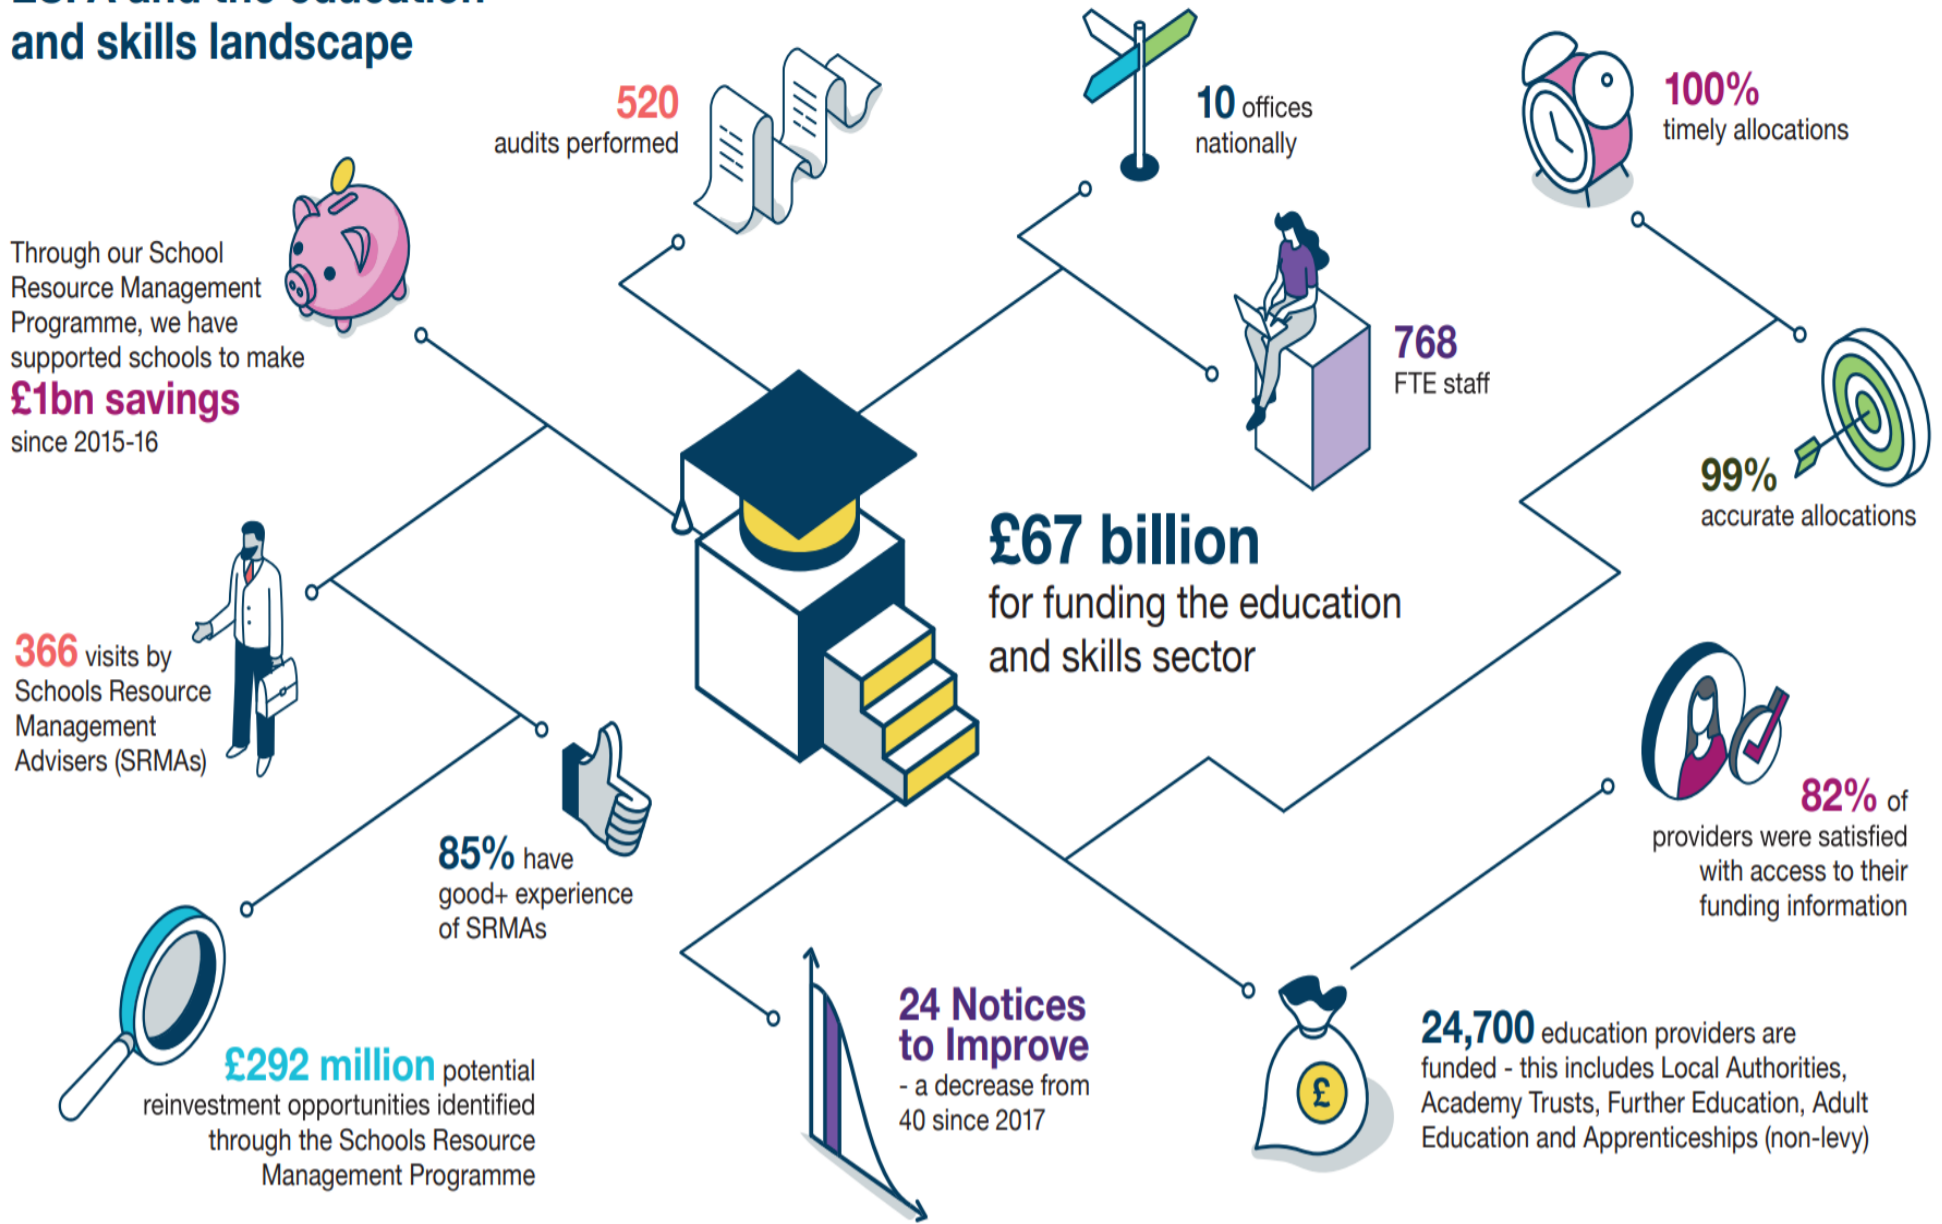 and skills landscape
520
audits performed
10 offices
nationally
100%
timely allocations
Through our School
Resource Management
Programme, we have
supported schools to make
£1bn savings
since 2015-16
768
FTE staff
99%
accurate allocations
£67 billion
for funding the education
and skills sector
366 visits by
Schools Resource
Management
Advisers (SRMAs)
85% have
good+ experience
of SRMAs
82% of
providers were satisfied
with access to their
funding information
£292 million potential
reinvestment opportunities identified
through the Schools Resource
Management Programme
24 Notices
to Improve
- a decrease from
40 since 2017
£
24,700 education providers are
funded - this includes Local Authorities,
Academy Trusts, Further Education, Adult
Education and Apprenticeships (non-levy)